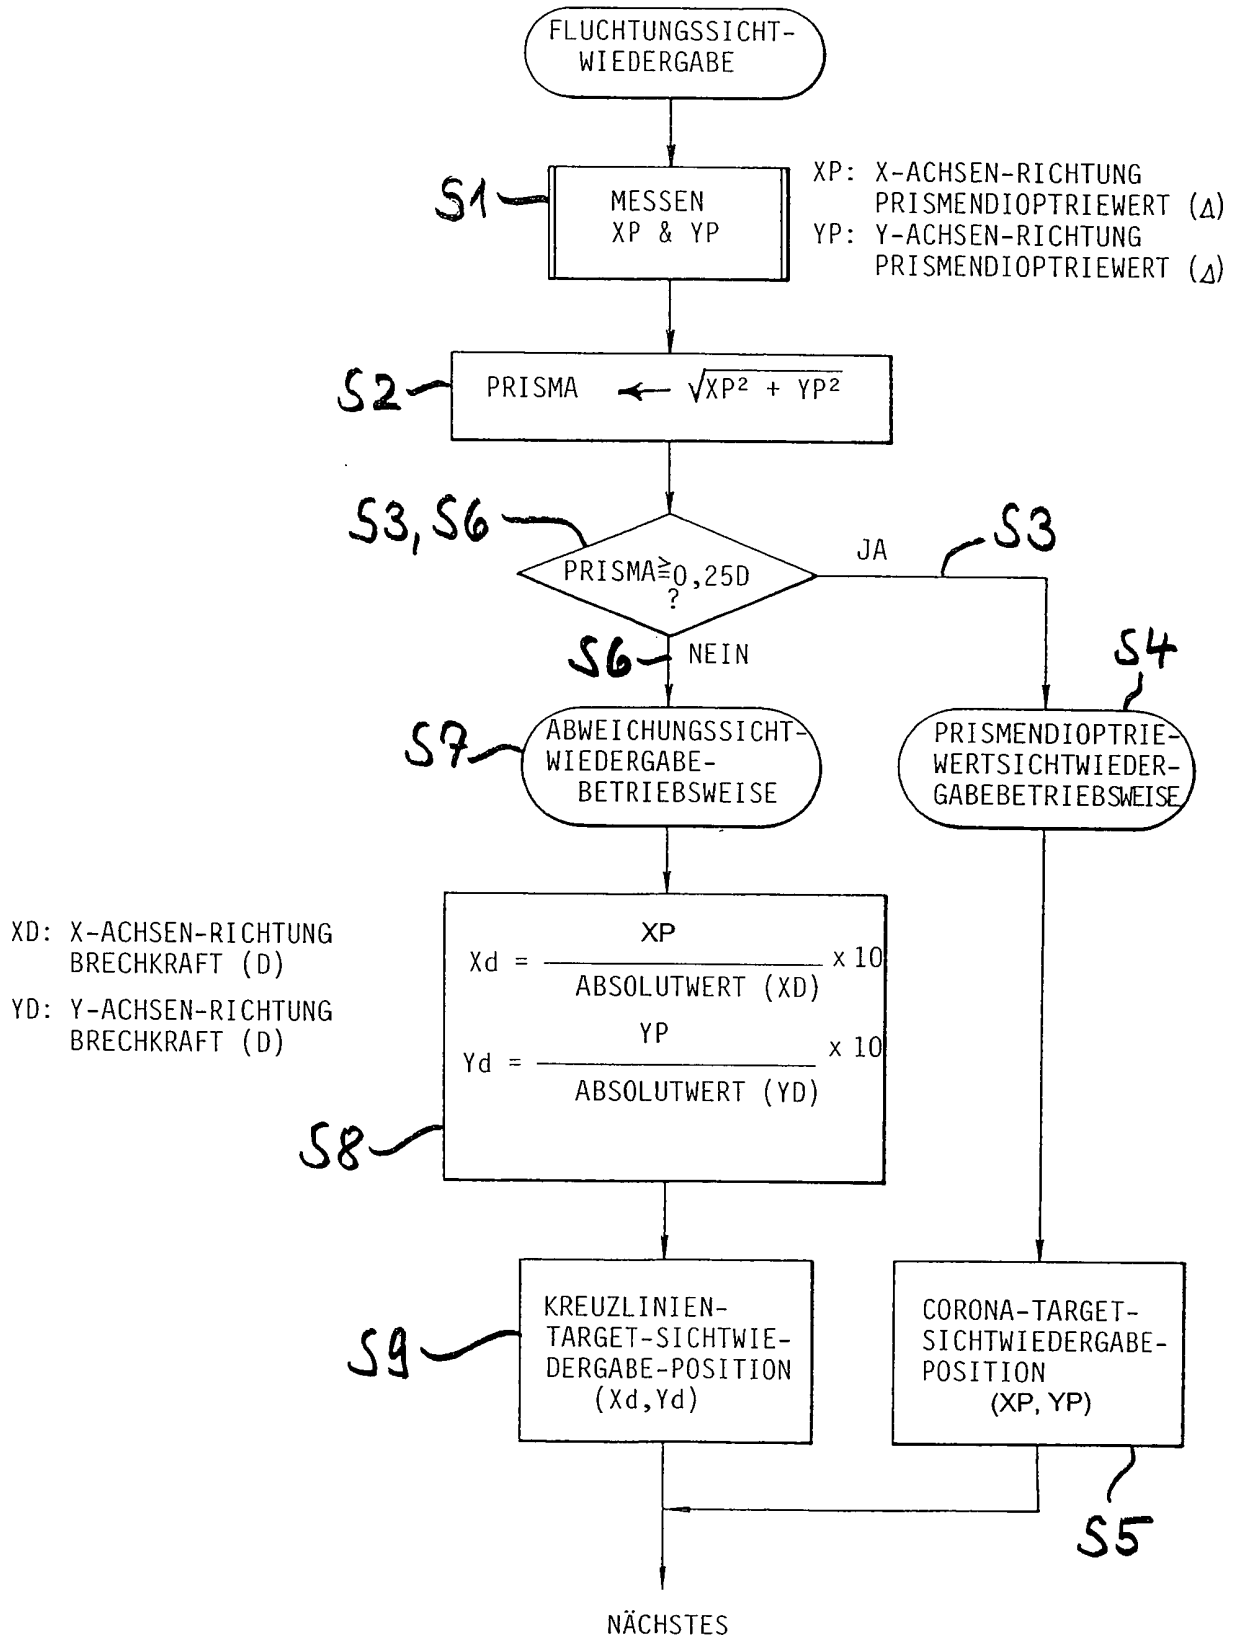 FLUCHTUNGSSICHT-
WIEDERGABE
S1
MESSEN
XP & YP
XP: X-ACHSEN-RICHTUNG
PRISMENDIOPTRIEWERT (Δ)
YP: Y-ACHSEN-RICHTUNG
PRISMENDIOPTRIEWERT (Δ)
S2
PRISMA ← √XP² + YP²
S3, S6
PRISMA≧0,25D
?
JA
S3
S6
NEIN
S4
S7
ABWEICHUNGSSICHT-
WIEDERGABE-
BETRIEBSWEISE
PRISMENDIOPTRIE-
WERTSICHTWIEDER-
GABEBETRIEBSWEISE
XD: X-ACHSEN-RICHTUNG
BRECHKRAFT (D)
YD: Y-ACHSEN-RICHTUNG
BRECHKRAFT (D)
XP
Xd = x 10
ABSOLUTWERT (XD)
YP
Yd = x 10
ABSOLUTWERT (YD)
S8
S9
KREUZLINIEN-
TARGET-SICHTWIE-
DERGABE-POSITION
(Xd,Yd)
CORONA-TARGET-
SICHTWIEDERGABE-
POSITION
(XP, YP)
S5
NÄCHSTES